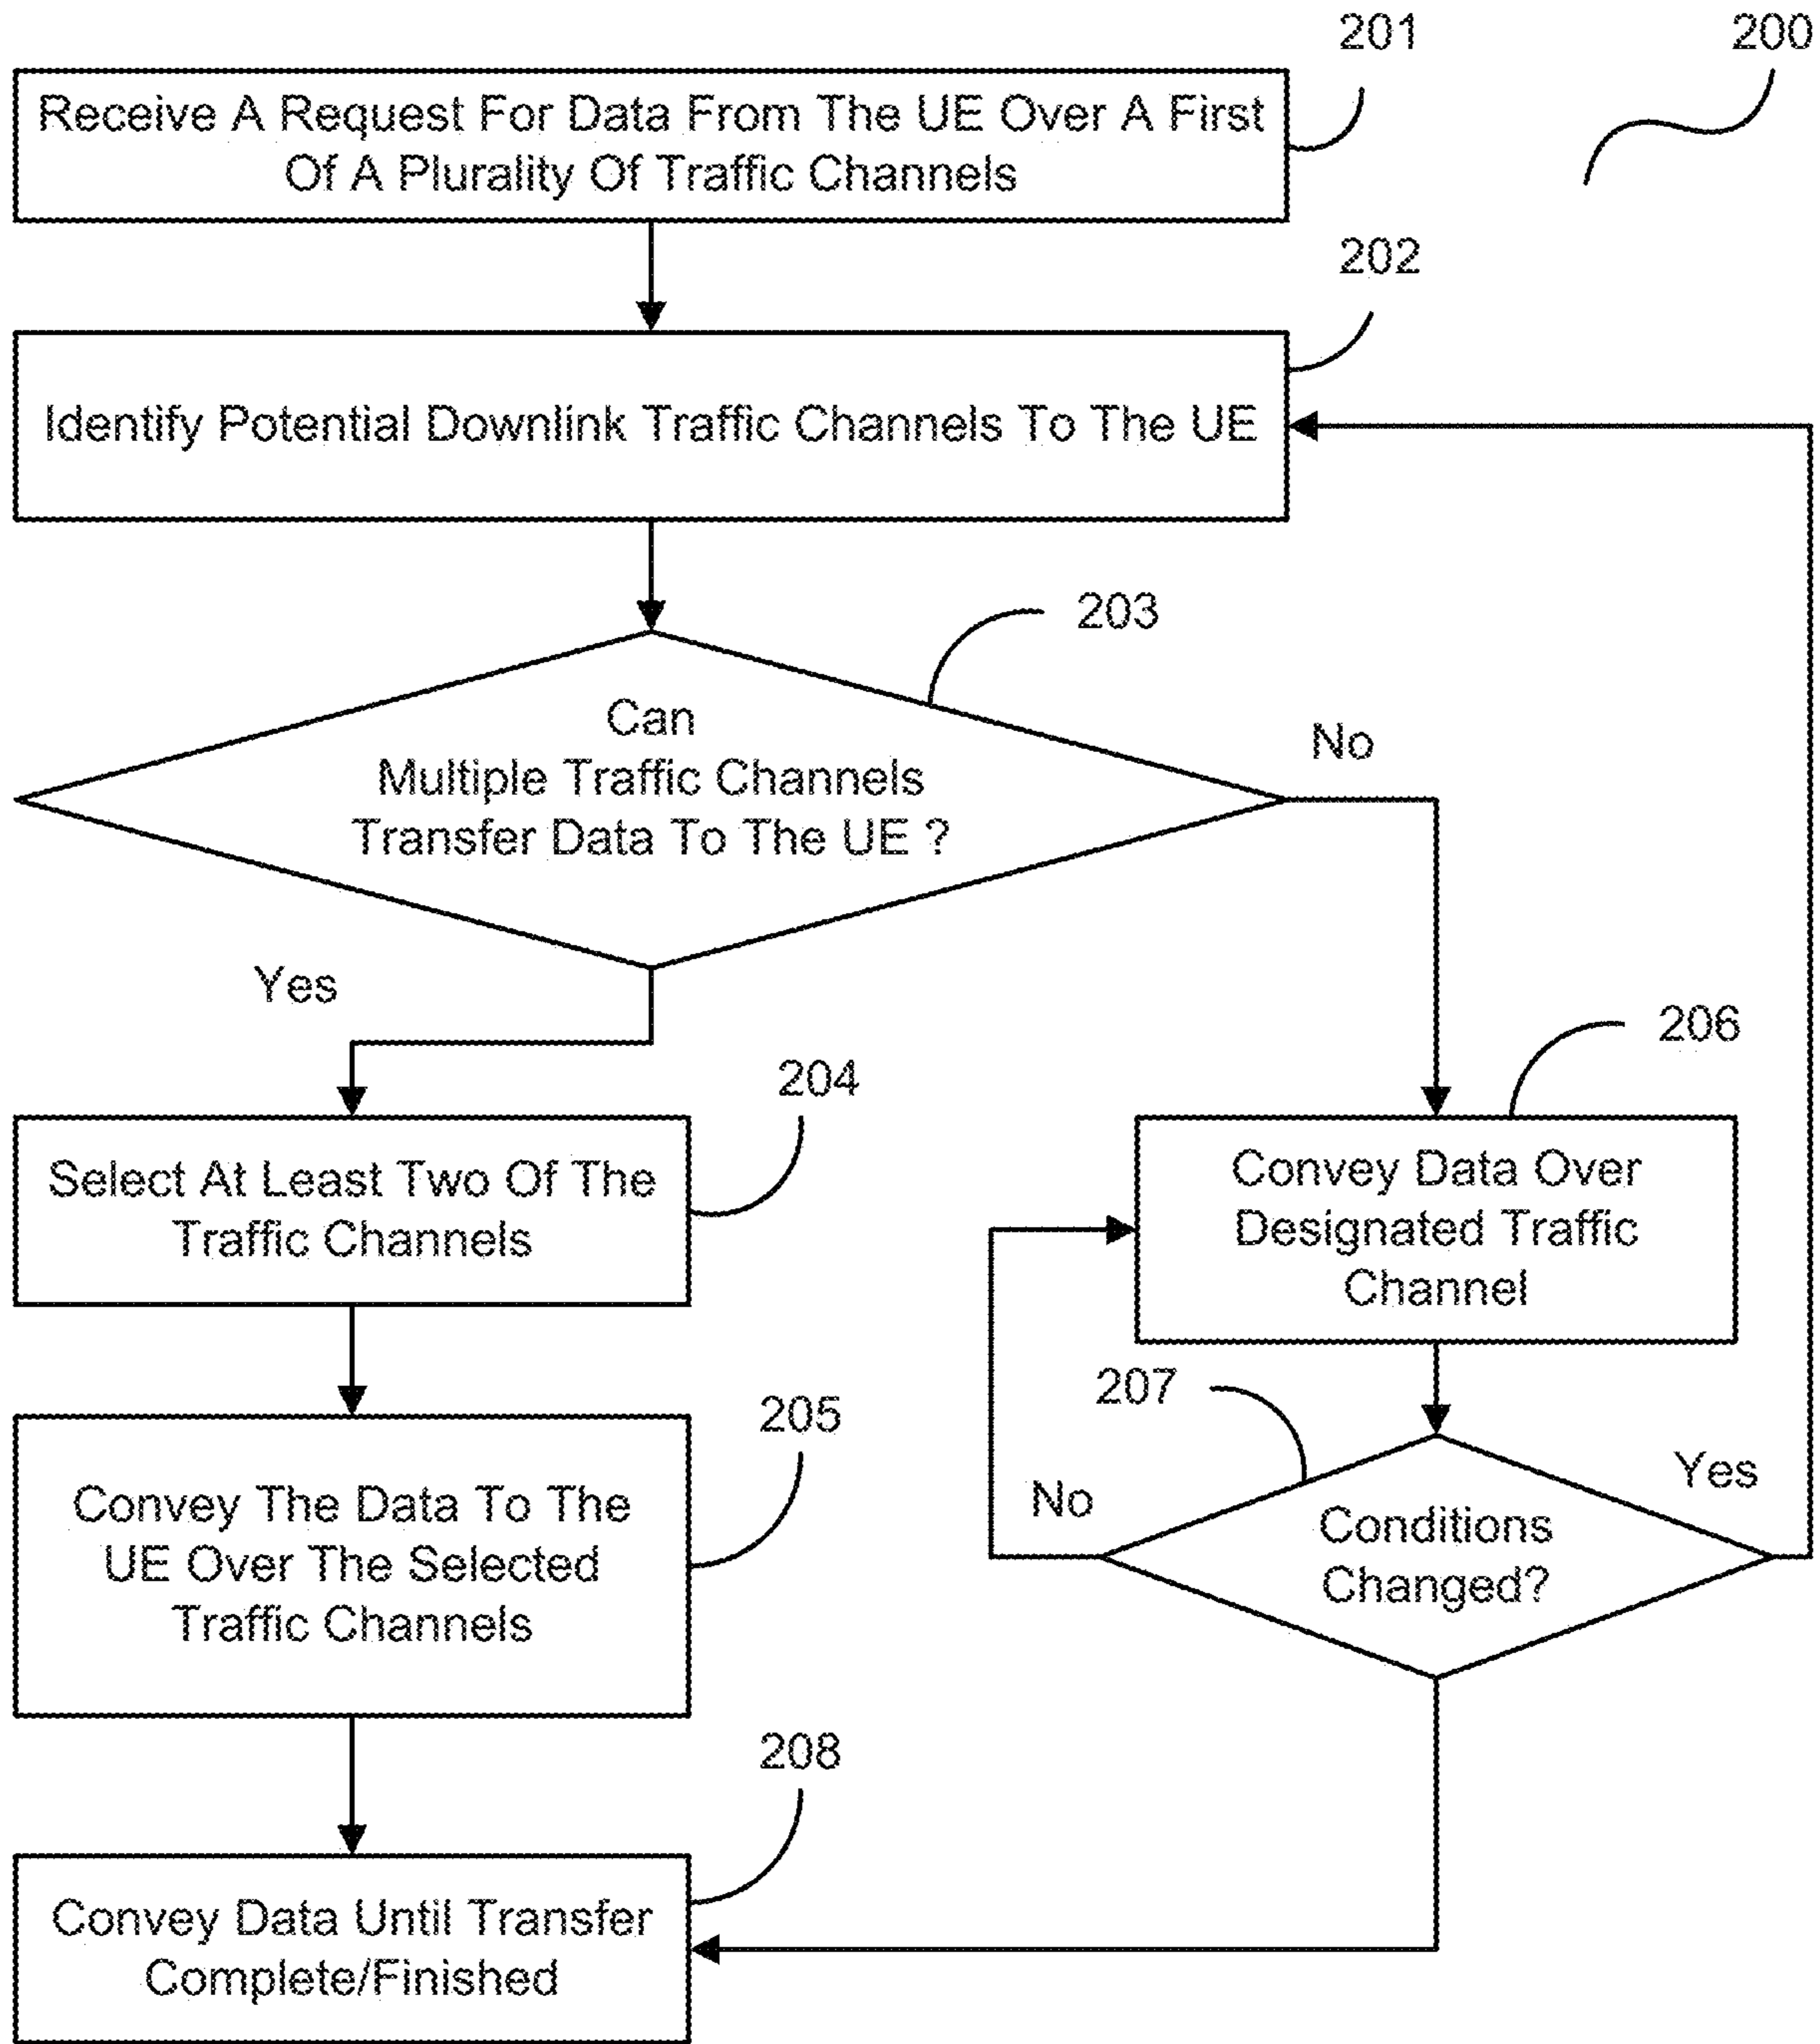 201
200
Receive A Request For Data From The UE Over A First
Of A Plurality Of Traffic Channels
202
Identify Potential Downlink Traffic Channels To The UE
203
Can
Multiple Traffic Channels
Transfer Data To The UE ?
No
Yes
204
Select At Least Two Of The
Traffic Channels
206
Convey Data Over
Designated Traffic
Channel
205
Convey The Data To The
UE Over The Selected
Traffic Channels
207
No
Yes
Conditions
Changed?
208
Convey Data Until Transfer
Complete/Finished